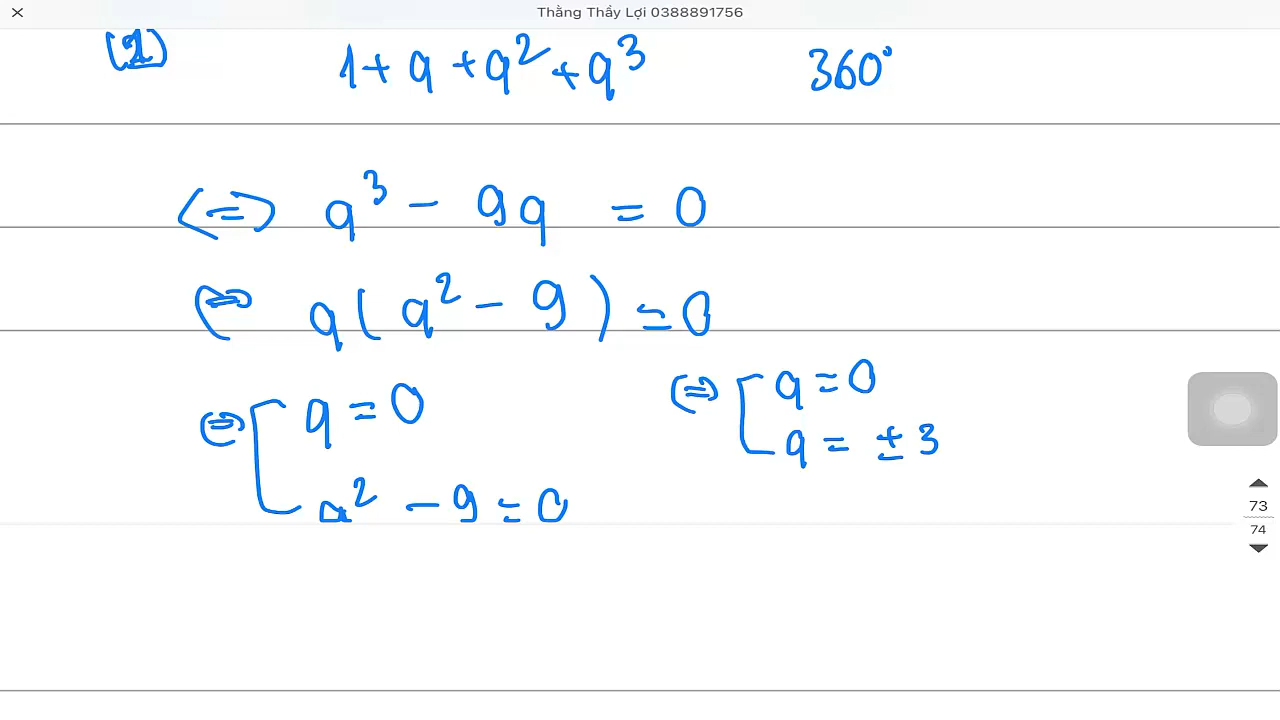 Thằng Thầy Lợi 0388891756
(1) 1 + q + q² + q³ 360°
<=> q³ - 9q = 0
<=> q(q² - 9) = 0
<=> [ q = 0
q² - 9 = 0
<=> [ q = 0
q = ± 3
73
74